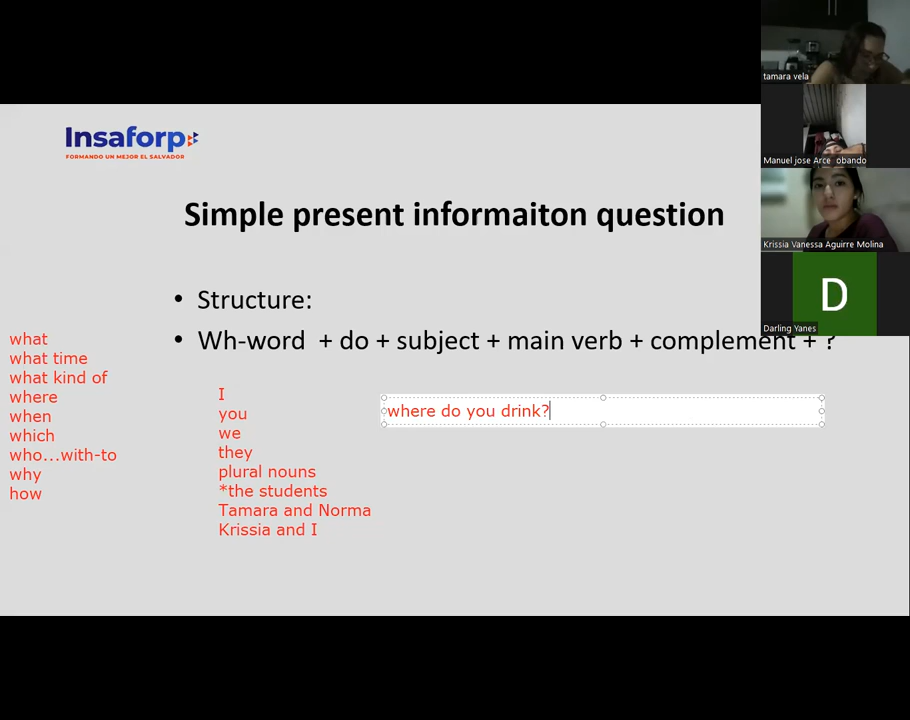 tamara vela
Manuel jose Arce obando
Krissia Vanessa Aguirre Molina
D
Darling Yanes
Insaforp
FORMANDO UN MEJOR EL SALVADOR
Simple present informaiton question
• Structure:
• Wh-word + do + subject + main verb + complement + ?
what
what time
what kind of
where
when
which
who...with-to
why
how
I
you
we
they
plural nouns
*the students
Tamara and Norma
Krissia and I
where do you drink?